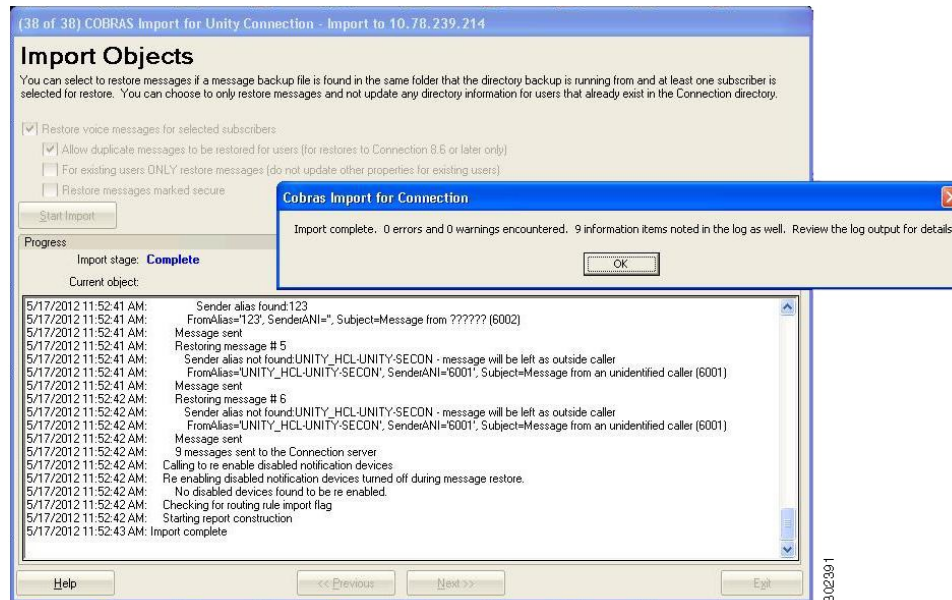 (38 of 38) COBRAS Import for Unity Connection - Import to 10.78.239.214
Import Objects
You can select to restore messages if a message backup file is found in the same folder that the directory backup is running from and at least one subscriber is
selected for restore. You can choose to only restore messages and not update any directory information for users that already exist in the Connection directory.
Restore voice messages for selected subscribers
Allow duplicate messages to be restored for users (for restores to Connection 8.6 or later only)
For existing users ONLY restore messages (do not update other properties for existing users)
Restore messages marked secure
Start Import
Cobras Import for Connection
Import complete. 0 errors and 0 warnings encountered. 9 information items noted in the log as well. Review the log output for details
OK
Progress
Import stage: Complete
Current object:
5/17/2012 11:52:41 AM: Sender alias found:123
5/17/2012 11:52:41 AM: FromAlias='123', SenderANI='', Subject=Message from ?????? (6002)
5/17/2012 11:52:41 AM: Message sent
5/17/2012 11:52:41 AM: Restoring message # 5
5/17/2012 11:52:41 AM: Sender alias not found:UNITY_HCL-UNITY-SECON - message will be left as outside caller
5/17/2012 11:52:41 AM: FromAlias='UNITY_HCL-UNITY-SECON', SenderANI='6001', Subject=Message from an unidentified caller (6001)
5/17/2012 11:52:41 AM: Message sent
5/17/2012 11:52:42 AM: Restoring message # 6
5/17/2012 11:52:42 AM: Sender alias not found:UNITY_HCL-UNITY-SECON - message will be left as outside caller
5/17/2012 11:52:42 AM: FromAlias='UNITY_HCL-UNITY-SECON', SenderANI='6001', Subject=Message from an unidentified caller (6001)
5/17/2012 11:52:42 AM: Message sent
5/17/2012 11:52:42 AM: 9 messages sent to the Connection server
5/17/2012 11:52:42 AM: Calling to re enable disabled notification devices
5/17/2012 11:52:42 AM: Re enabling disabled notification devices turned off during message restore.
5/17/2012 11:52:42 AM: No disabled devices found to be re enabled.
5/17/2012 11:52:42 AM: Checking for routing rule import flag
5/17/2012 11:52:42 AM: Starting report construction
5/17/2012 11:52:43 AM: Import complete
Help
<< Previous
Next >>
Exit
302391